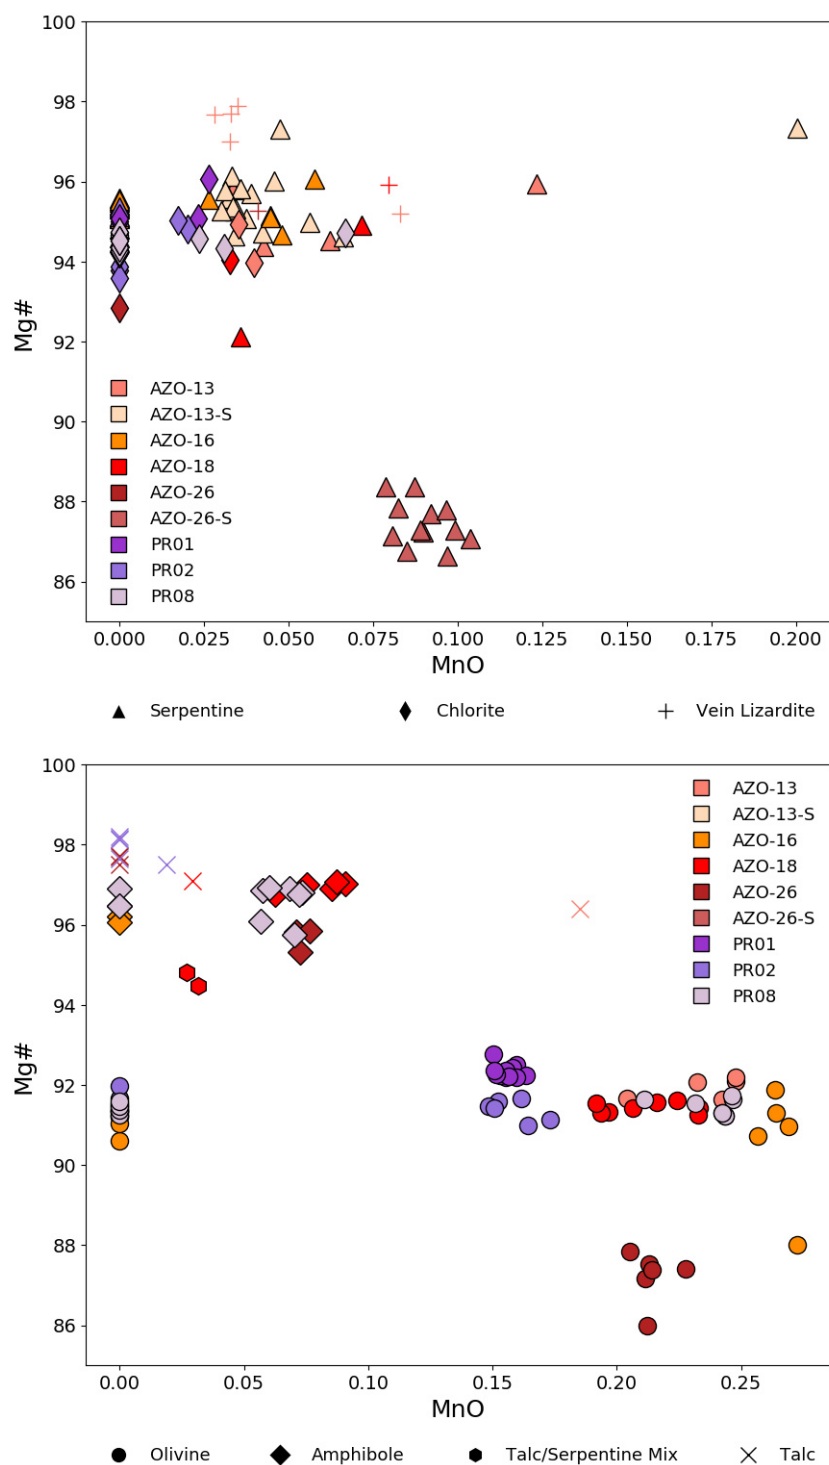 100
98
96
94
92
90
88
86
Mg#
AZO-13
AZO-13-S
AZO-16
AZO-18
AZO-26
AZO-26-S
PR01
PR02
PR08
0.000 0.025 0.050 0.075 0.100 0.125 0.150 0.175 0.200
MnO
Serpentine Chlorite Vein Lizardite
100
98
96
94
92
90
88
86
Mg#
AZO-13
AZO-13-S
AZO-16
AZO-18
AZO-26
AZO-26-S
PR01
PR02
PR08
0.00 0.05 0.10 0.15 0.20 0.25
MnO
Olivine Amphibole Talc/Serpentine Mix Talc